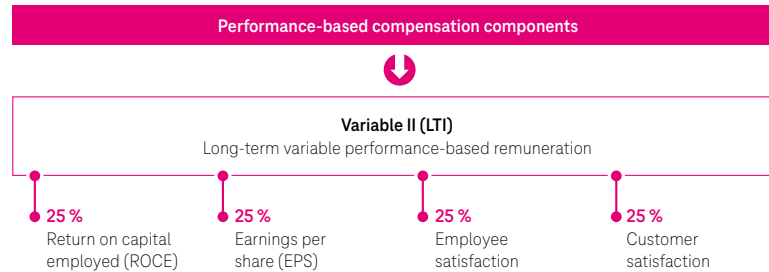 Performance-based compensation components
Variable II (LTI)
Long-term variable performance-based remuneration
25 %
Return on capital
employed (ROCE)
25 %
Earnings per
share (EPS)
25 %
Employee
satisfaction
25 %
Customer
satisfaction